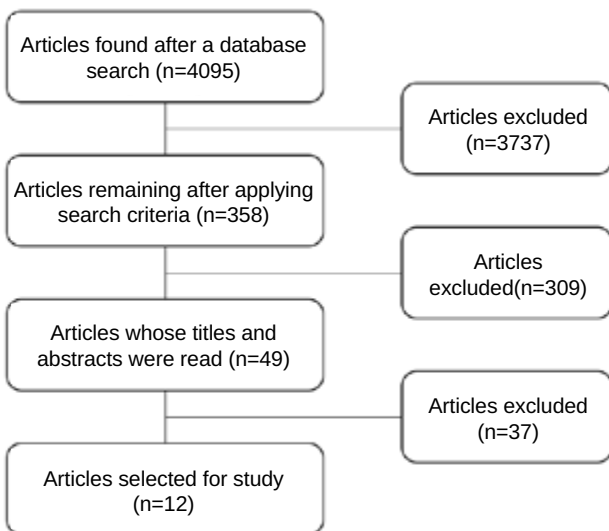 Articles found after a database
search (n=4095)
Articles excluded
(n=3737)
Articles remaining after applying
search criteria (n=358)
Articles
excluded(n=309)
Articles whose titles and
abstracts were read (n=49)
Articles excluded
(n=37)
Articles selected for study
(n=12)